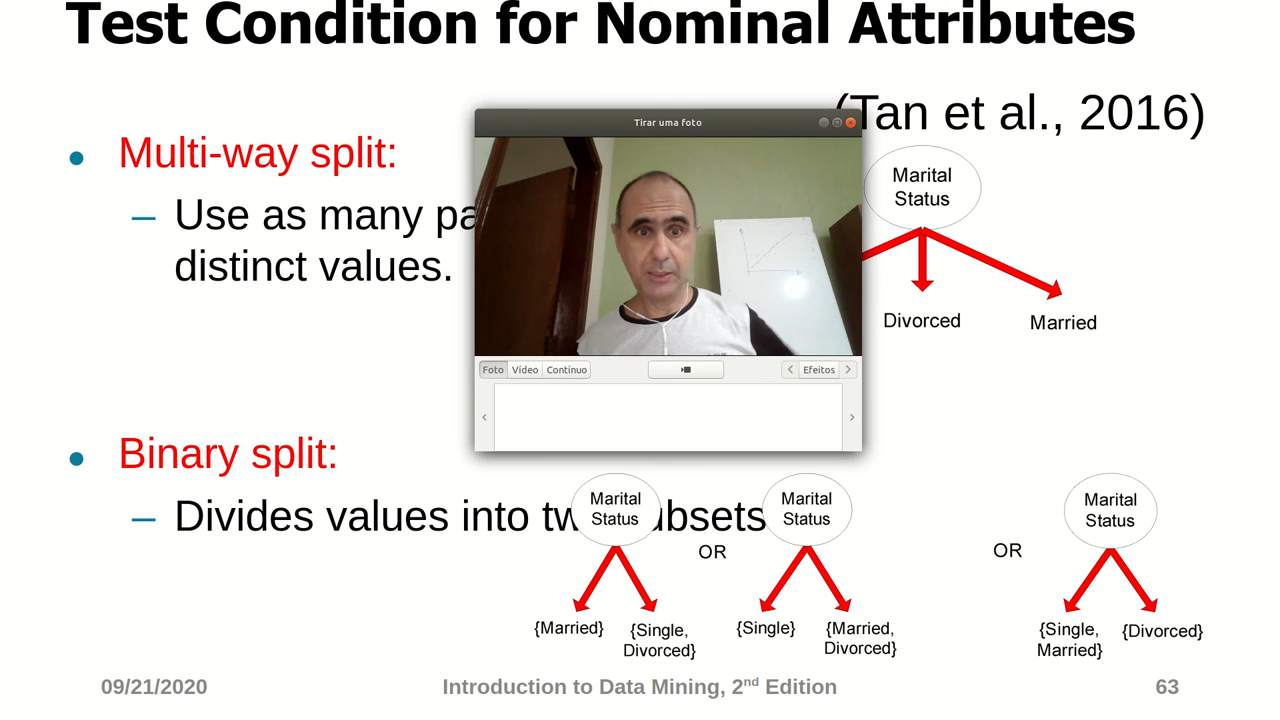 Test Condition for Nominal Attributes
(Tan et al., 2016)
Multi-way split:
– Use as many
distinct values.
Marital
Status
Divorced
Married
Tirar uma foto
Foto
Vídeo
Contínuo
Efeitos
Binary split:
– Divides values into subsets
Marital
Status
OR
Marital
Status
OR
Marital
Status
{Married}
{Single,
Divorced}
{Single}
{Married,
Divorced}
{Single,
Married}
{Divorced}
09/21/2020
Introduction to Data Mining, 2nd Edition
63